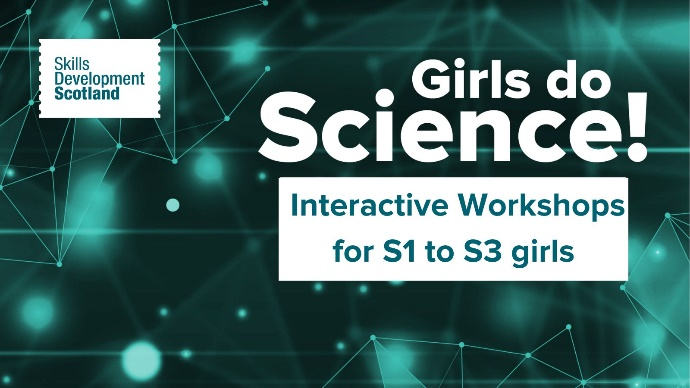 Skills
Development
Scotland
Girls do
Science!
Interactive Workshops
for S1 to S3 girls